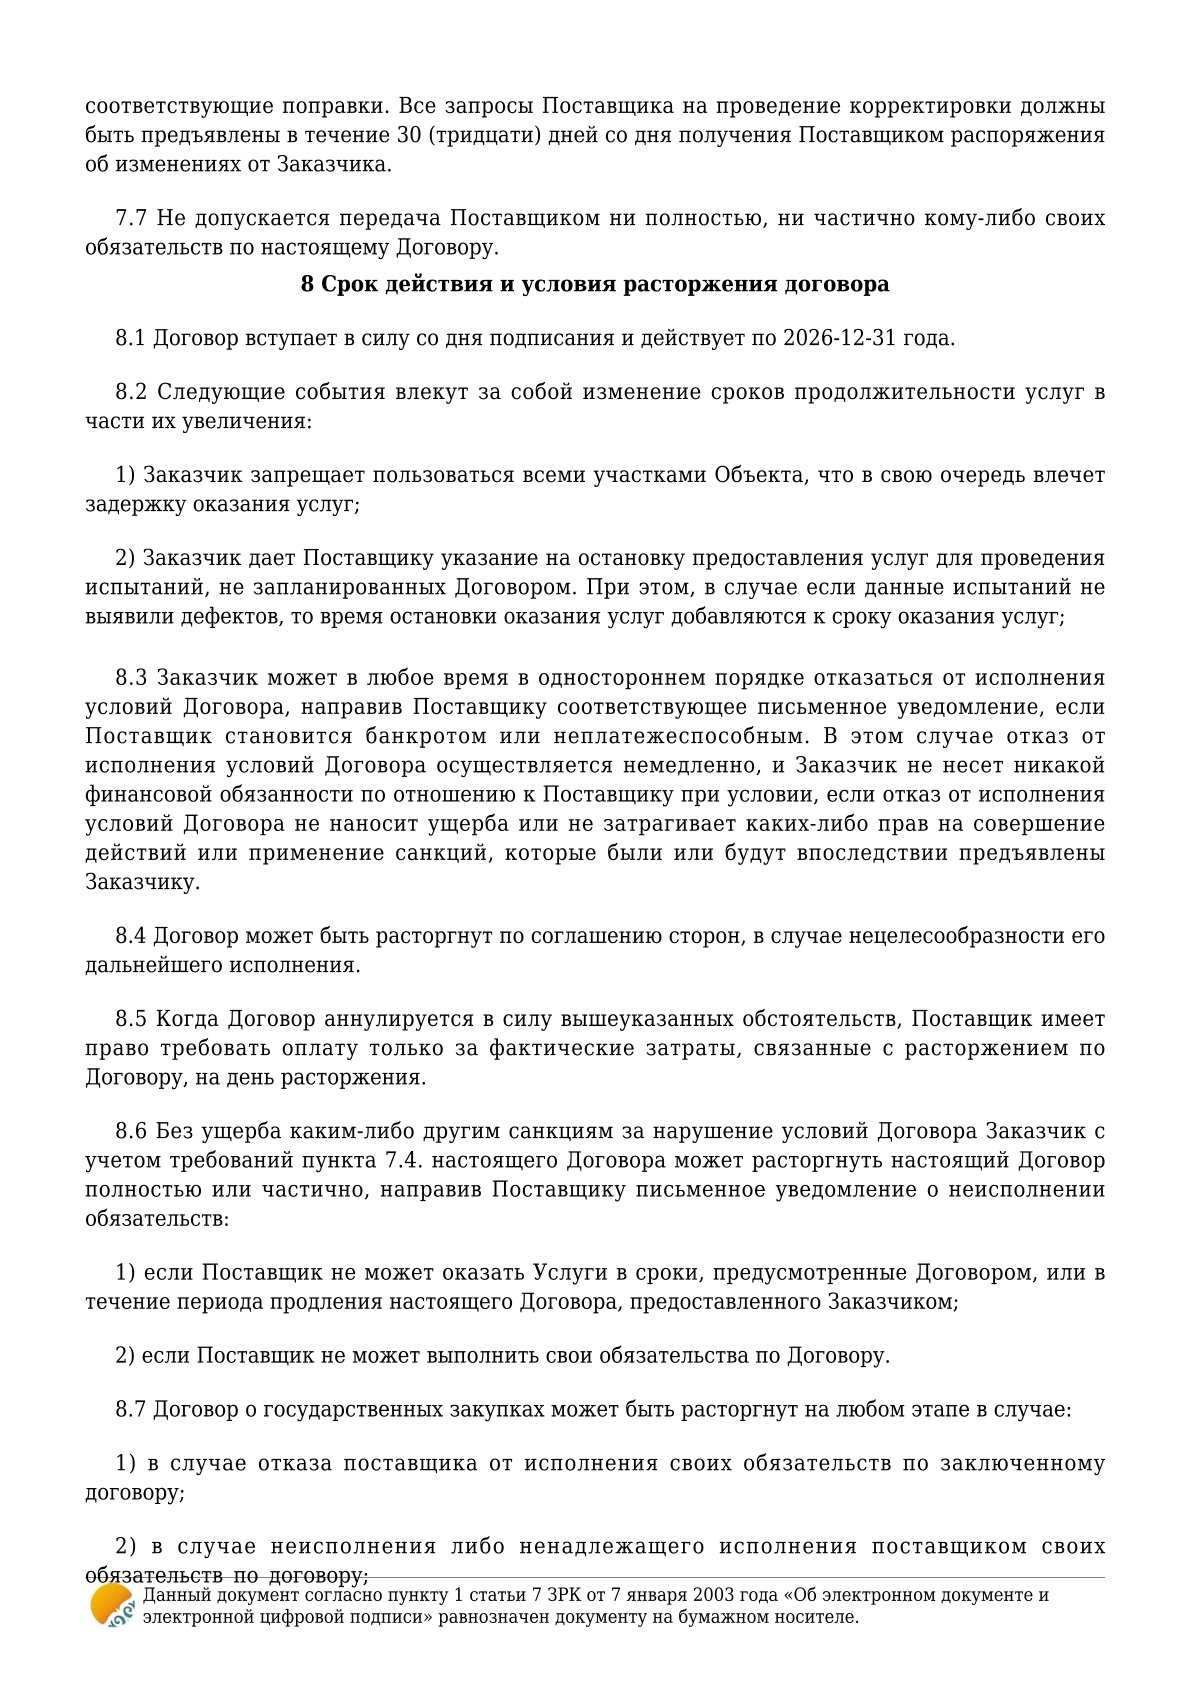 соответствующие поправки. Все запросы Поставщика на проведение корректировки должны
быть предъявлены в течение 30 (тридцати) дней со дня получения Поставщиком распоряжения
об изменениях от Заказчика.
7.7 Не допускается передача Поставщиком ни полностью, ни частично кому-либо своих
обязательств по настоящему Договору.
8 Срок действия и условия расторжения договора
8.1 Договор вступает в силу со дня подписания и действует по 2026-12-31 года.
8.2 Следующие события влекут за собой изменение сроков продолжительности услуг в
части их увеличения:
1) Заказчик запрещает пользоваться всеми участками Объекта, что в свою очередь влечет
задержку оказания услуг;
2) Заказчик дает Поставщику указание на остановку предоставления услуг для проведения
испытаний, не запланированных Договором. При этом, в случае если данные испытаний не
выявили дефектов, то время остановки оказания услуг добавляются к сроку оказания услуг;
8.3 Заказчик может в любое время в одностороннем порядке отказаться от исполнения
условий Договора, направив Поставщику соответствующее письменное уведомление, если
Поставщик становится банкротом или неплатежеспособным. В этом случае отказ от
исполнения условий Договора осуществляется немедленно, и Заказчик не несет никакой
финансовой обязанности по отношению к Поставщику при условии, если отказ от исполнения
условий Договора не наносит ущерба или не затрагивает каких-либо прав на совершение
действий или применение санкций, которые были или будут впоследствии предъявлены
Заказчику.
8.4 Договор может быть расторгнут по соглашению сторон, в случае нецелесообразности его
дальнейшего исполнения.
8.5 Когда Договор аннулируется в силу вышеуказанных обстоятельств, Поставщик имеет
право требовать оплату только за фактические затраты, связанные с расторжением по
Договору, на день расторжения.
8.6 Без ущерба каким-либо другим санкциям за нарушение условий Договора Заказчик с
учетом требований пункта 7.4. настоящего Договора может расторгнуть настоящий Договор
полностью или частично, направив Поставщику письменное уведомление о неисполнении
обязательств:
1) если Поставщик не может оказать Услуги в сроки, предусмотренные Договором, или в
течение периода продления настоящего Договора, предоставленного Заказчиком;
2) если Поставщик не может выполнить свои обязательства по Договору.
8.7 Договор о государственных закупках может быть расторгнут на любом этапе в случае:
1) в случае отказа поставщика от исполнения своих обязательств по заключенному
договору;
2) в случае неисполнения либо ненадлежащего исполнения поставщиком своих
обязательств по договору;
Данный документ согласно пункту 1 статьи 7 ЗРК от 7 января 2003 года «Об электронном документе и
электронной цифровой подписи» равнозначен документу на бумажном носителе.